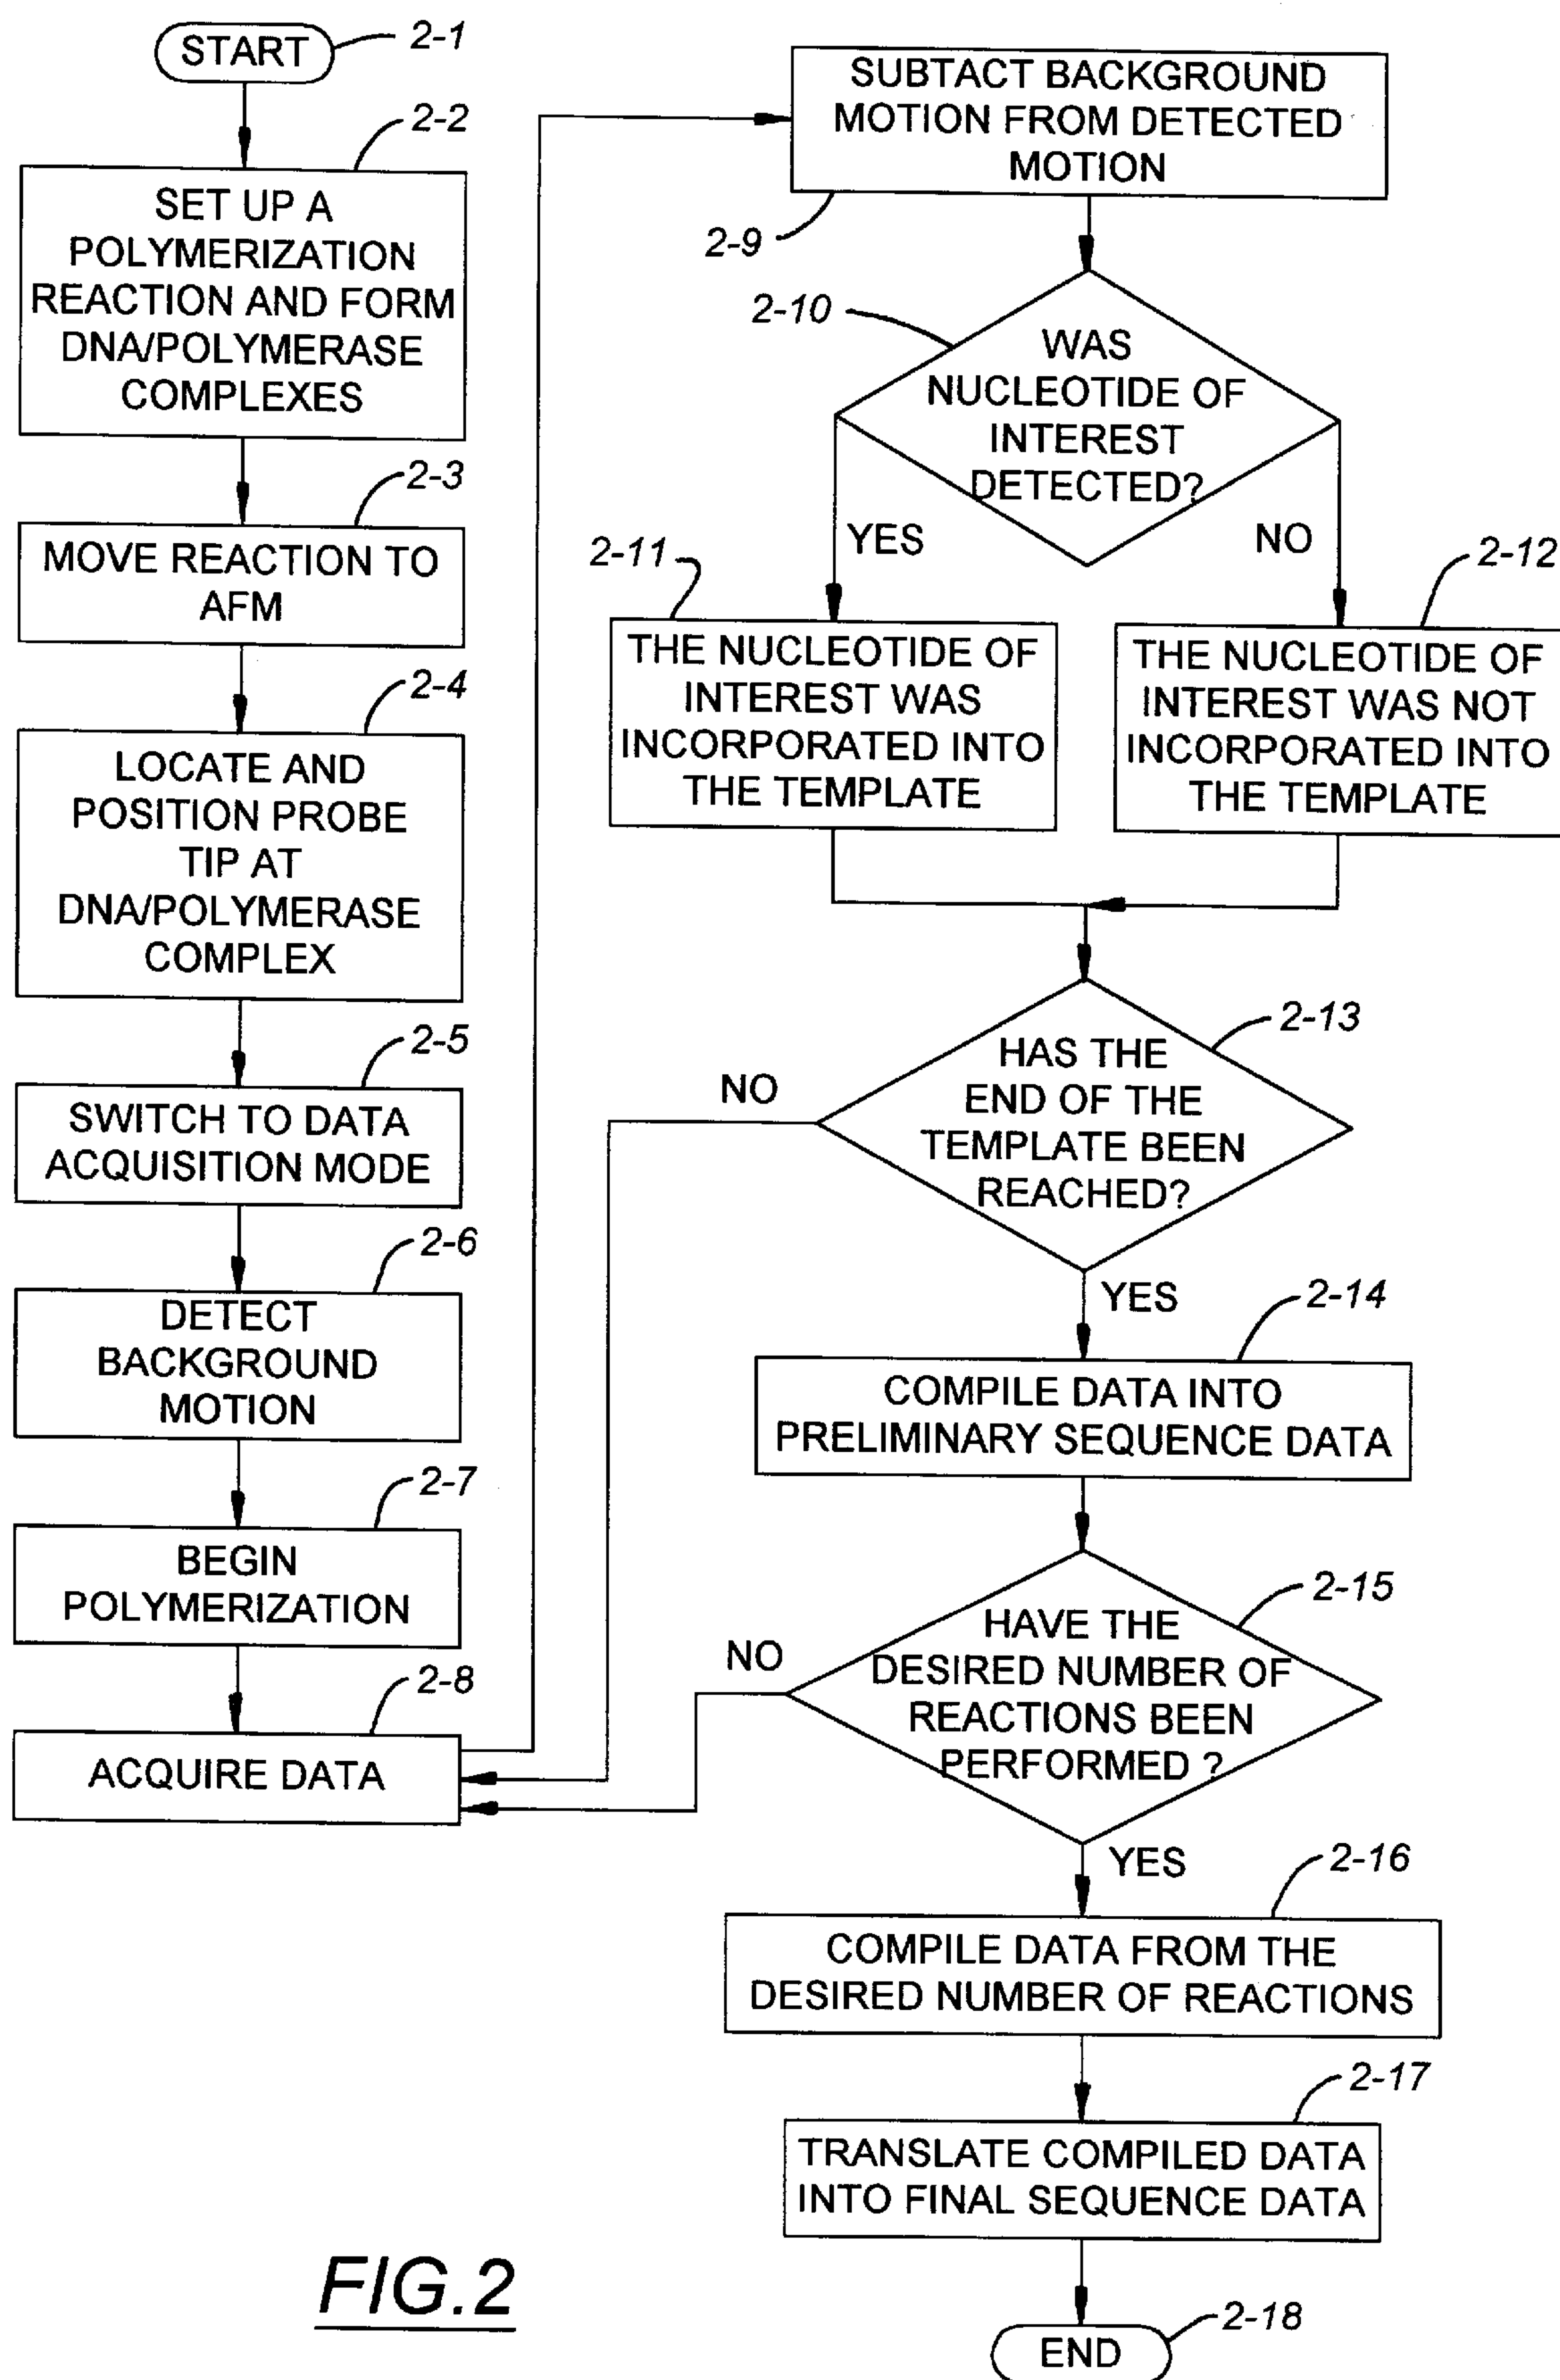 START
2-1
2-2
SET UP A
POLYMERIZATION
REACTION AND FORM
DNA/POLYMERASE
COMPLEXES
2-3
MOVE REACTION TO
AFM
2-4
LOCATE AND
POSITION PROBE
TIP AT
DNA/POLYMERASE
COMPLEX
2-5
SWITCH TO DATA
ACQUISITION MODE
2-6
DETECT
BACKGROUND
MOTION
2-7
BEGIN
POLYMERIZATION
2-8
ACQUIRE DATA
SUBTACT BACKGROUND
MOTION FROM DETECTED
MOTION
2-9
2-10
WAS
NUCLEOTIDE OF
INTEREST
DETECTED?
YES
NO
2-11
2-12
THE NUCLEOTIDE OF
INTEREST WAS
INCORPORATED INTO
THE TEMPLATE
THE NUCLEOTIDE OF
INTEREST WAS NOT
INCORPORATED INTO
THE TEMPLATE
2-13
HAS THE
END OF THE
TEMPLATE BEEN
REACHED?
NO
YES
2-14
COMPILE DATA INTO
PRELIMINARY SEQUENCE DATA
2-15
HAVE THE
DESIRED NUMBER OF
REACTIONS BEEN
PERFORMED ?
NO
YES
2-16
COMPILE DATA FROM THE
DESIRED NUMBER OF REACTIONS
2-17
TRANSLATE COMPILED DATA
INTO FINAL SEQUENCE DATA
2-18
END
FIG.2